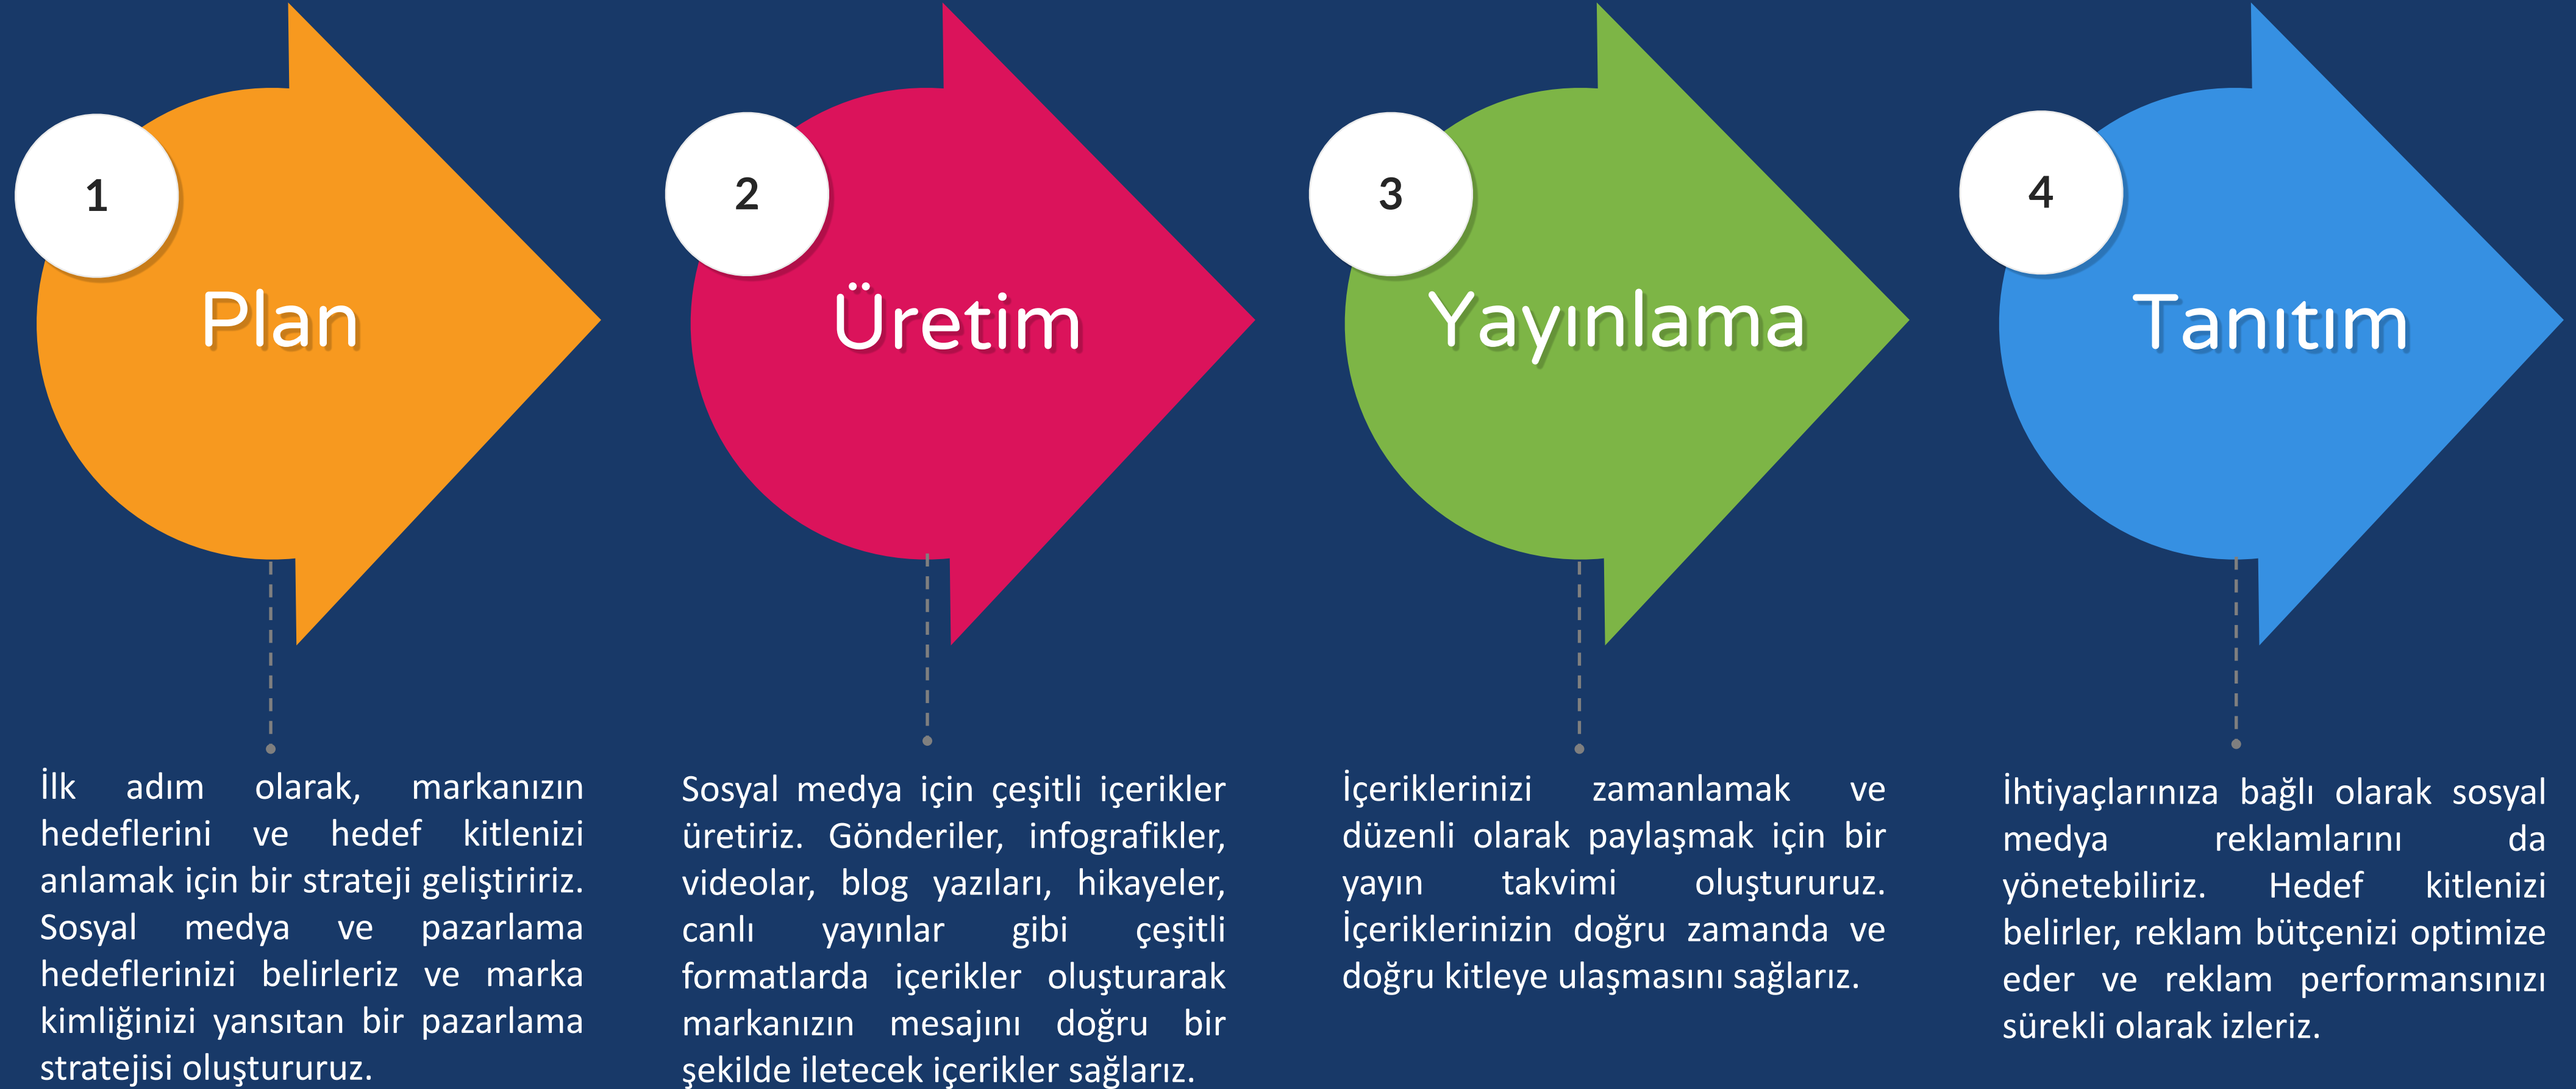 1
Plan
İlk adım olarak, markanızın
hedeflerini ve hedef kitlenizi
anlamak için bir strateji geliştiririz.
Sosyal medya ve pazarlama
hedeflerinizi belirleriz ve marka
kimliğinizi yansıtan bir pazarlama
stratejisi oluştururuz.
2
Üretim
Sosyal medya için çeşitli içerikler
üretiriz. Gönderiler, infografikler,
videolar, blog yazıları, hikayeler,
canlı yayınlar gibi çeşitli
formatlarda içerikler oluşturarak
markanızın mesajını doğru bir
şekilde iletecek içerikler sağlarız.
3
Yayınlama
İçeriklerinizi zamanlamak ve
düzenli olarak paylaşmak için bir
yayın takvimi oluştururuz.
İçeriklerinizin doğru zamanda ve
doğru kitleye ulaşmasını sağlarız.
4
Tanıtım
İhtiyaçlarınıza bağlı olarak sosyal
medya reklamlarını da
yönetebiliriz. Hedef kitlenizi
belirler, reklam bütçenizi optimize
eder ve reklam performansınızı
sürekli olarak izleriz.